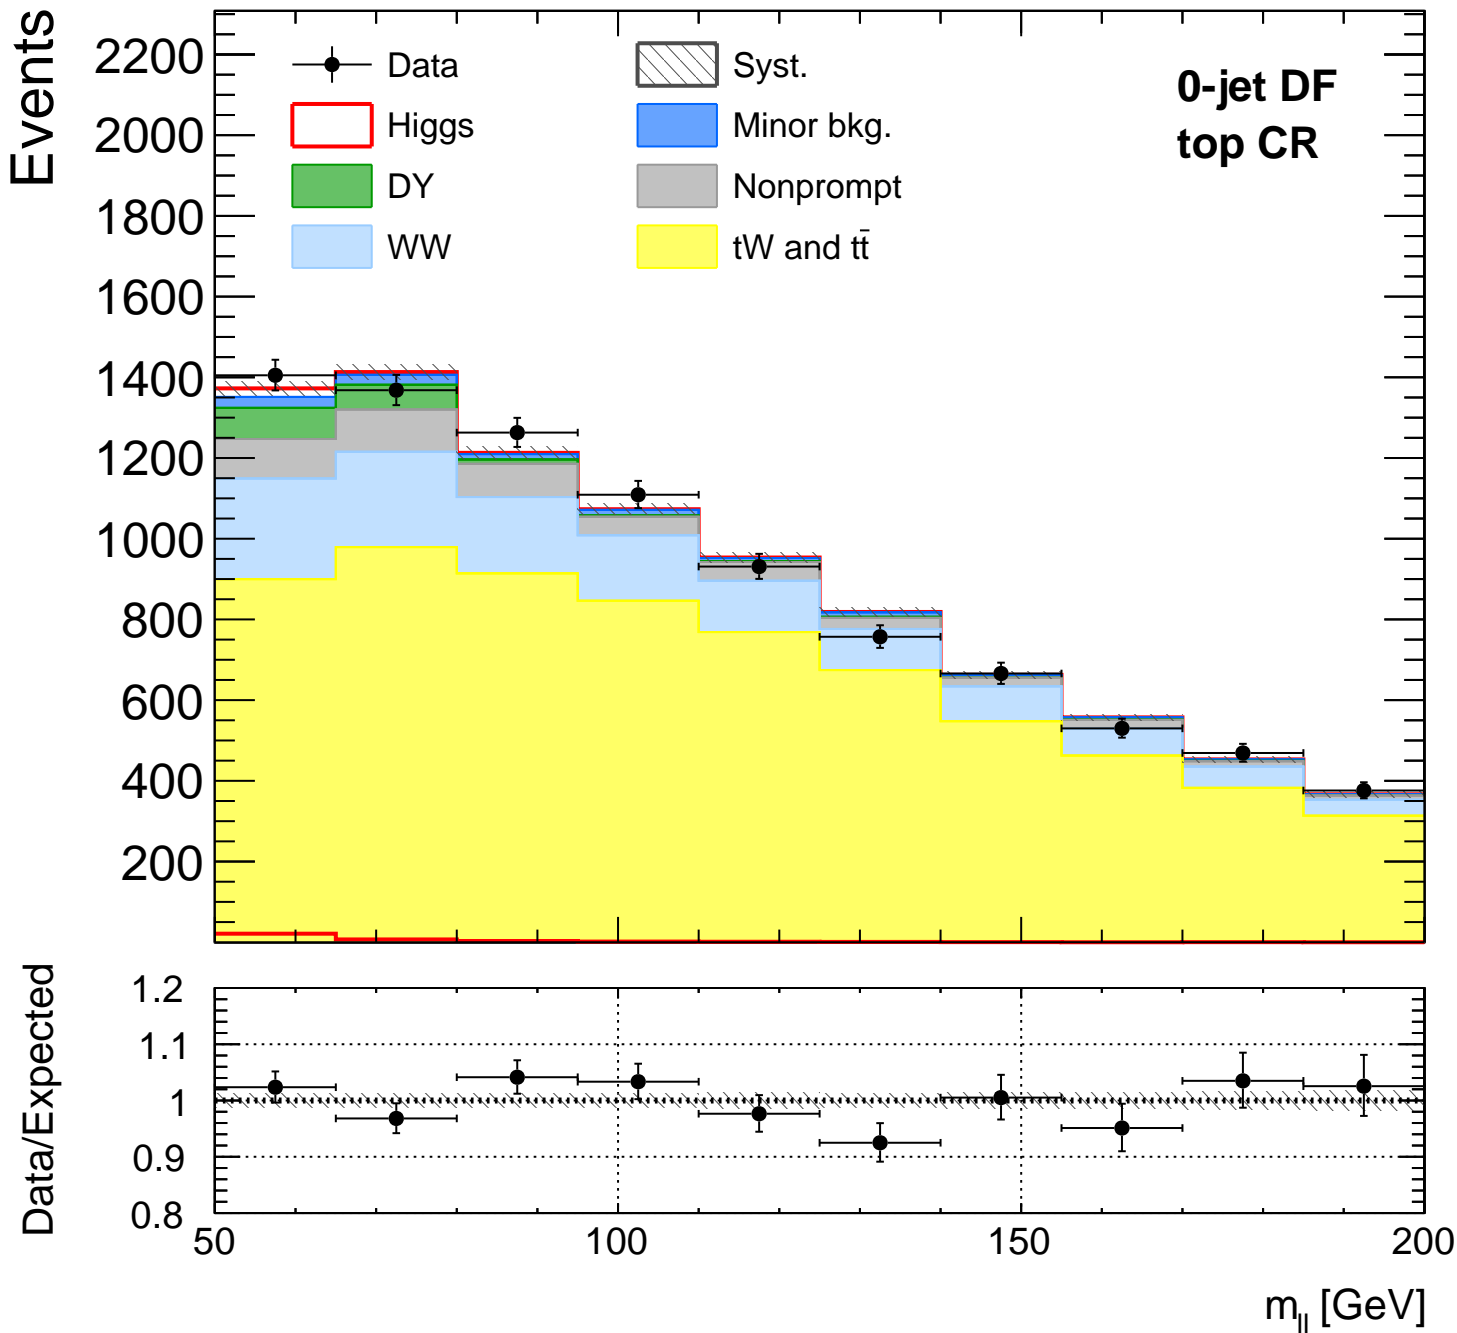 Events
2200
2000
1800
1600
1400
1200
1000
800
600
400
200
Data
Higgs
DY
WW
Syst.
Minor bkg.
Nonprompt
tW and tt̄
0-jet DF
top CR
Data/Expected
1.2
1.1
1
0.9
0.8
50 100 150 200
m_ll [GeV]